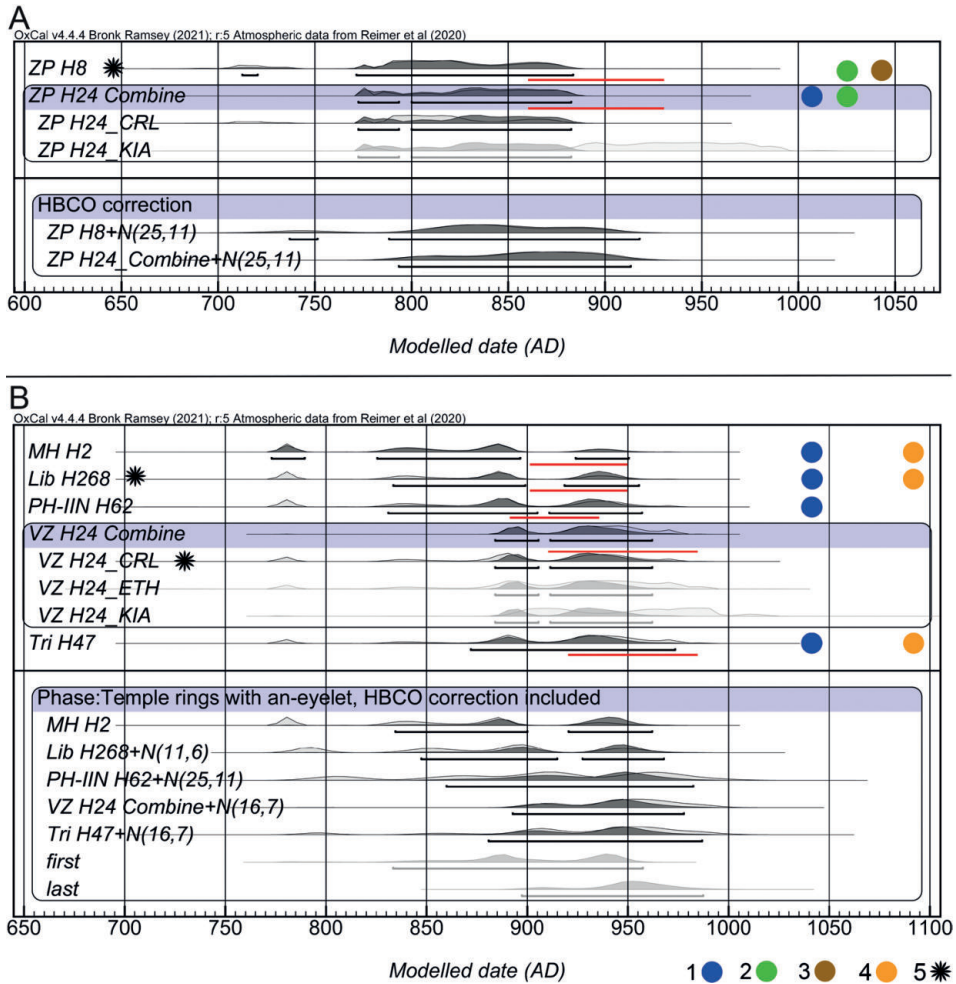 A
OxCal v4.4.4 Bronk Ramsey (2021); r:5 Atmospheric data from Reimer et al (2020)
ZP H8
ZP H24 Combine
ZP H24_CRL
ZP H24_KIA
HBCO correction
ZP H8+N(25,11)
ZP H24_Combine+N(25,11)
600 650 700 750 800 850 900 950 1000 1050
Modelled date (AD)
B
OxCal v4.4.4 Bronk Ramsey (2021); r:5 Atmospheric data from Reimer et al (2020)
MH H2
Lib H268
PH-IIN H62
VZ H24 Combine
VZ H24_CRL
VZ H24_ETH
VZ H24_KIA
Tri H47
Phase:Temple rings with an-eyelet, HBCO correction included
MH H2
Lib H268+N(11,6)
PH-IIN H62+N(25,11)
VZ H24 Combine+N(16,7)
Tri H47+N(16,7)
first
last
650 700 750 800 850 900 950 1000 1050 1100
Modelled date (AD)
1 2 3 4 5